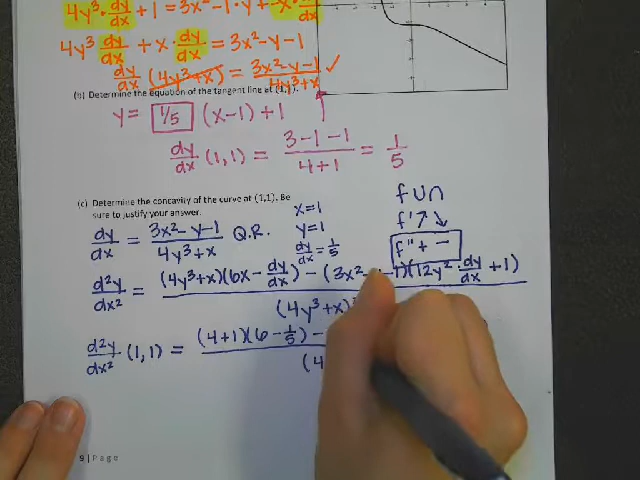 4y³·dy/dx + 1 = 3x² - 1·y + -x·dy/dx
4y³ dy/dx + x·dy/dx = 3x² - y - 1
dy/dx (4y³+x) = 3x²-y-1 / 4y³+x ✓
(b) Determine the equation of the tangent line at (1,1).
y = 1/5 (x-1) + 1
dy/dx (1,1) = 3-1-1 / 4+1 = 1/5
(c) Determine the concavity of the curve at (1,1). Be
sure to justify your answer.
x=1
y=1
dy/dx = 1/5
f ∪ ∩
f' ↗ ↘
f'' + −
dy/dx = 3x²-y-1 / 4y³+x Q.R.
d²y/dx² = (4y³+x)(6x - dy/dx) - (3x² -1)(12y²·dy/dx + 1) / (4y³+x)²
d²y/dx² (1,1) = (4+1)(6 - 1/5) - / (4
9 | Page